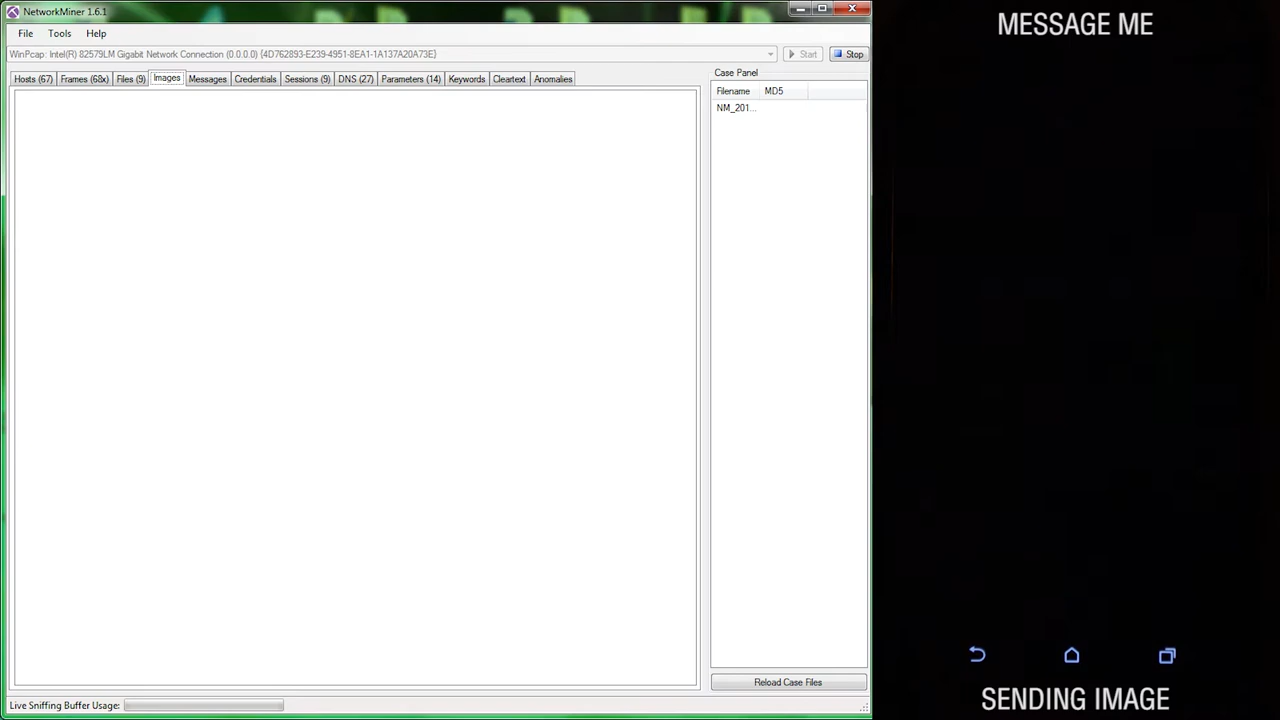 NetworkMiner 1.6.1
File Tools Help
WinPcap: Intel(R) 82579LM Gigabit Network Connection (0.0.0.0) {4D762893-E239-4951-8EA1-1A137A20A73E}
Start
Stop
Hosts (67) Frames (68x) Files (9) Images Messages Credentials Sessions (9) DNS (27) Parameters (14) Keywords Cleartext Anomalies
Case Panel
Filename MD5
NM_201...
Reload Case Files
Live Sniffing Buffer Usage:
MESSAGE ME
SENDING IMAGE